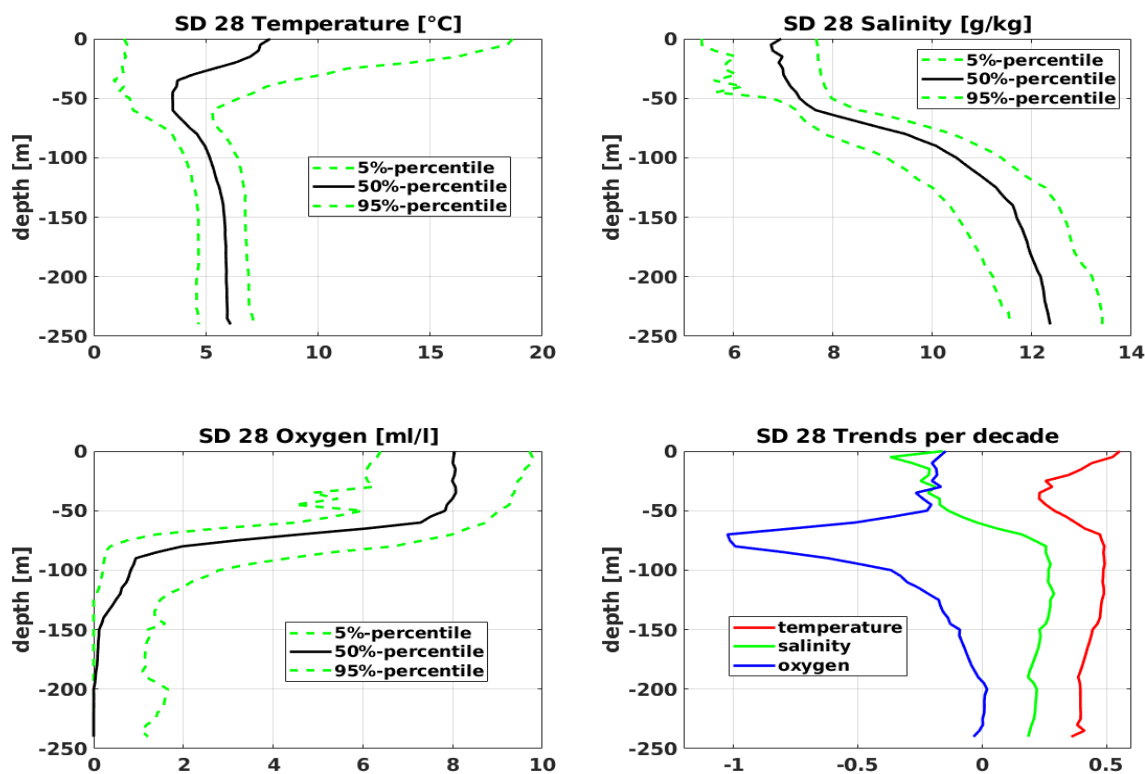 SD 28 Temperature [°C]
0
-50
-100
-150
-200
-250
depth [m]
5%-percentile
50%-percentile
95%-percentile
0 5 10 15 20
SD 28 Salinity [g/kg]
0
-50
-100
-150
-200
-250
depth [m]
5%-percentile
50%-percentile
95%-percentile
6 8 10 12 14
SD 28 Oxygen [ml/l]
0
-50
-100
-150
-200
-250
depth [m]
5%-percentile
50%-percentile
95%-percentile
0 2 4 6 8 10
SD 28 Trends per decade
0
-50
-100
-150
-200
-250
depth [m]
temperature
salinity
oxygen
-1 -0.5 0 0.5